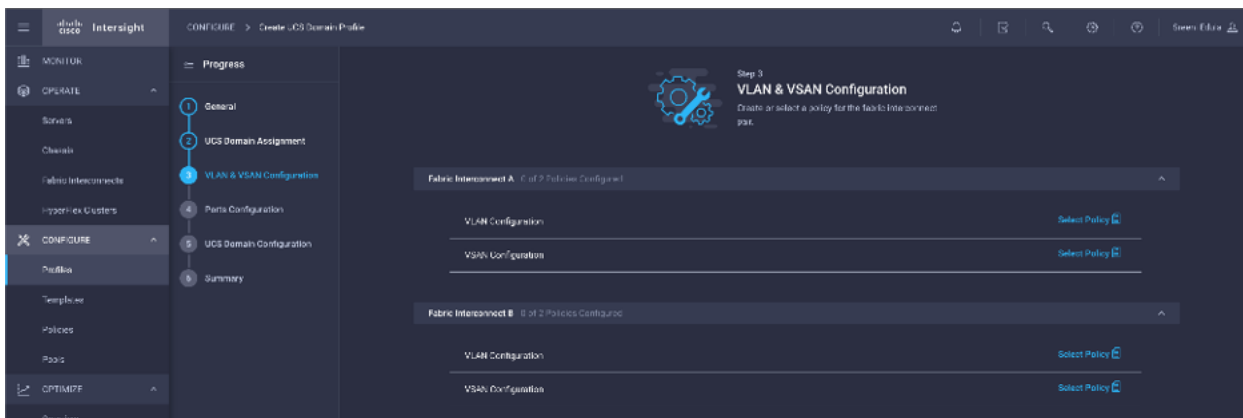 cisco Intersight
CONFIGURE > Create UCS Domain Profile
MONITOR
OPERATE
Servers
Chassis
Fabric Interconnects
HyperFlex Clusters
CONFIGURE
Profiles
Templates
Policies
Pools
OPTIMIZE
Progress
1 General
2 UCS Domain Assignment
3 VLAN & VSAN Configuration
4 Ports Configuration
5 UCS Domain Configuration
6 Summary
Step 3
VLAN & VSAN Configuration
Create or select a policy for the fabric interconnect
pair.
Fabric Interconnect A 0 of 2 Policies Configured
VLAN Configuration Select Policy
VSAN Configuration Select Policy
Fabric Interconnect B 0 of 2 Policies Configured
VLAN Configuration Select Policy
VSAN Configuration Select Policy